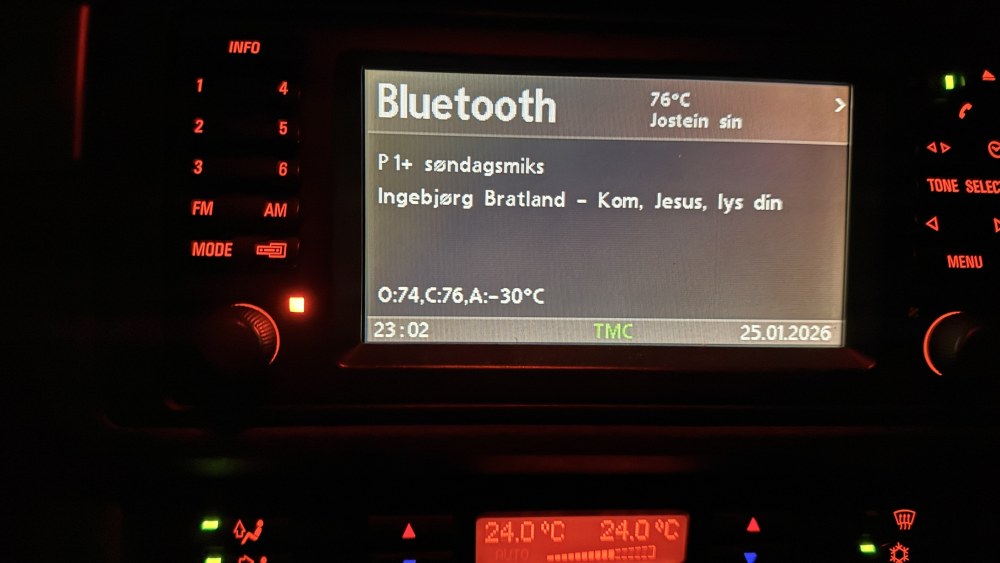 INFO
1 4
2 5
3 6
FM AM
MODE
Bluetooth
76°C
Jostein sin
>
P1+ søndagsmiks
Ingebjørg Bratland - Kom, Jesus, lys din
O:74,C:76,A:-30°C
23:02 TMC 25.01.2026
TONE
MENU
24.0 °C 24.0 °C
AUTO